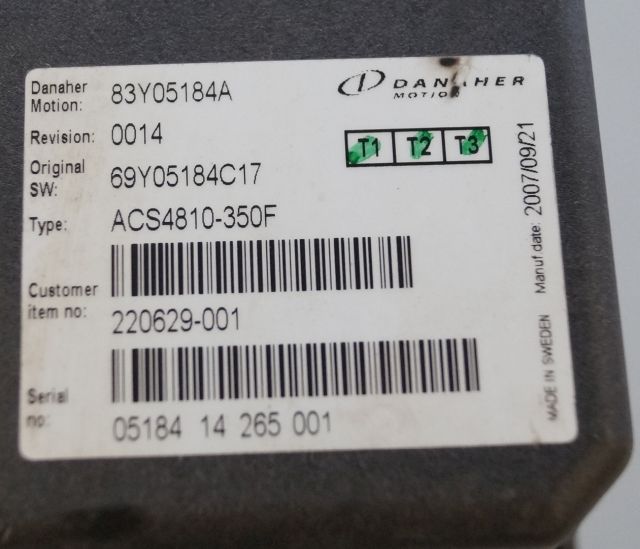 Danaher Motion: 83Y05184A
DANAHER
MOTION
Revision: 0014
T1 T2 T3
Original SW: 69Y05184C17
Type: ACS4810-350F
Customer item no: 220629-001
Serial no: 05184 14 265 001
MADE IN SWEDEN Manuf date: 2007/09/21